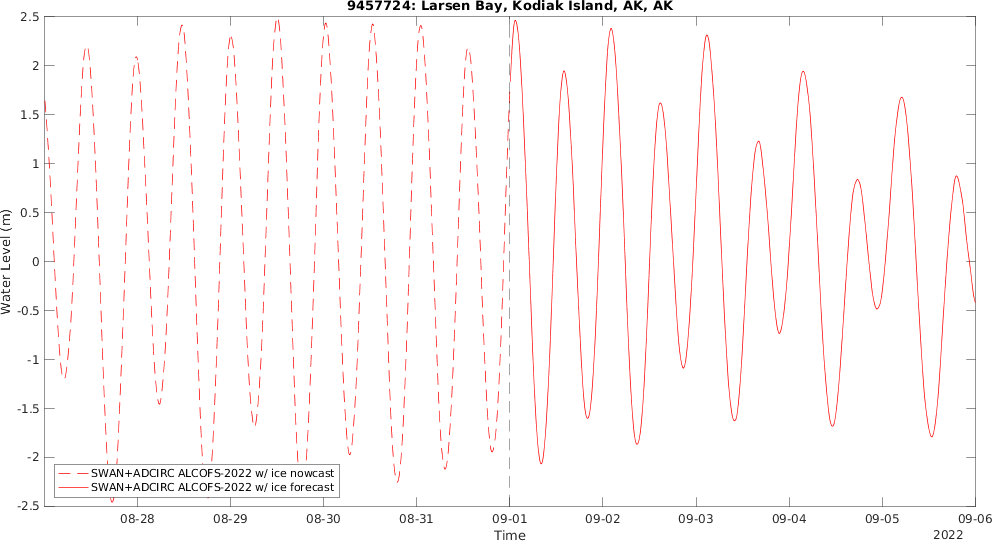 9457724: Larsen Bay, Kodiak Island, AK, AK
2.5
2
1.5
1
0.5
0
-0.5
-1
-1.5
-2
-2.5
Water Level (m)
SWAN+ADCIRC ALCOFS-2022 w/ ice nowcast
SWAN+ADCIRC ALCOFS-2022 w/ ice forecast
08-28 08-29 08-30 08-31 09-01 09-02 09-03 09-04 09-05 09-06
Time
2022